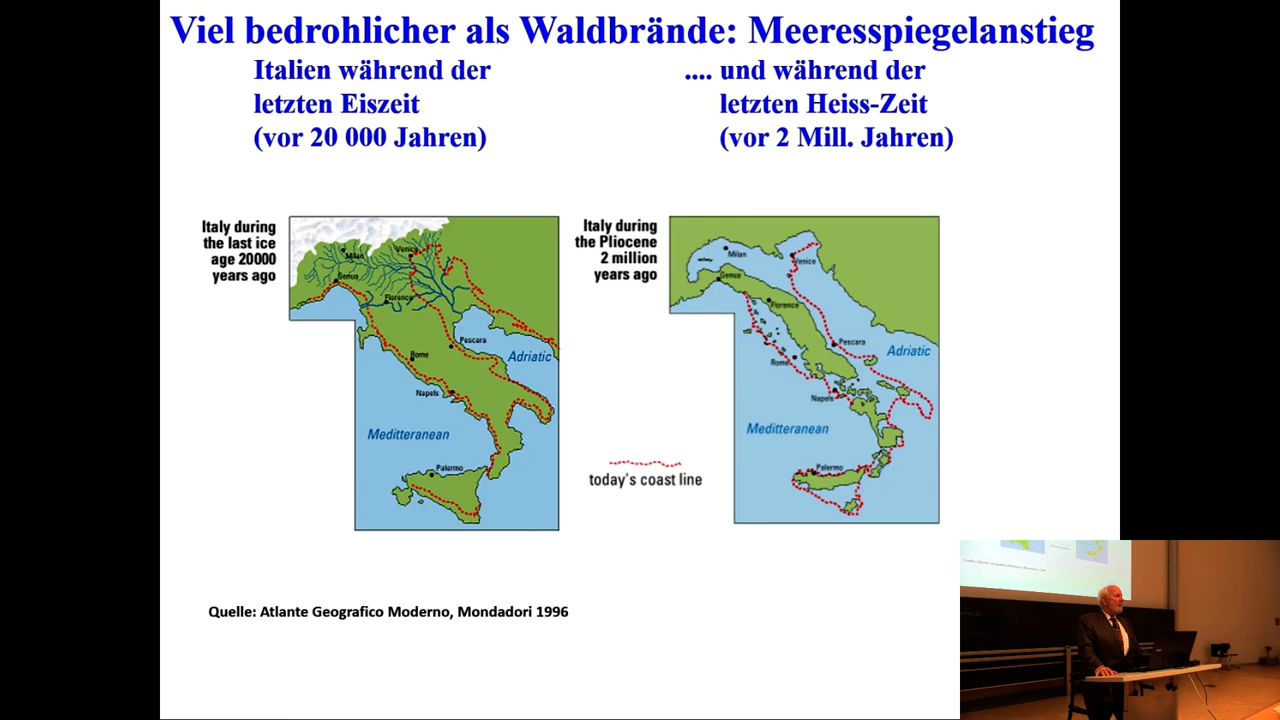 Viel bedrohlicher als Waldbrände: Meeresspiegelanstieg
Italien während der
letzten Eiszeit
(vor 20 000 Jahren)
.... und während der
letzten Heiss-Zeit
(vor 2 Mill. Jahren)
Italy during
the last ice
age 20000
years ago
Milan
Venice
Genua
Florence
Pescara
Rome
Adriatic
Napels
Mediterranean
Palermo
Italy during
the Pliocene
2 million
years ago
Milan
Venice
Genua
Florence
Pescara
Adriatic
Rome
Napels
Mediterranean
Palermo
today's coast line
Quelle: Atlante Geografico Moderno, Mondadori 1996